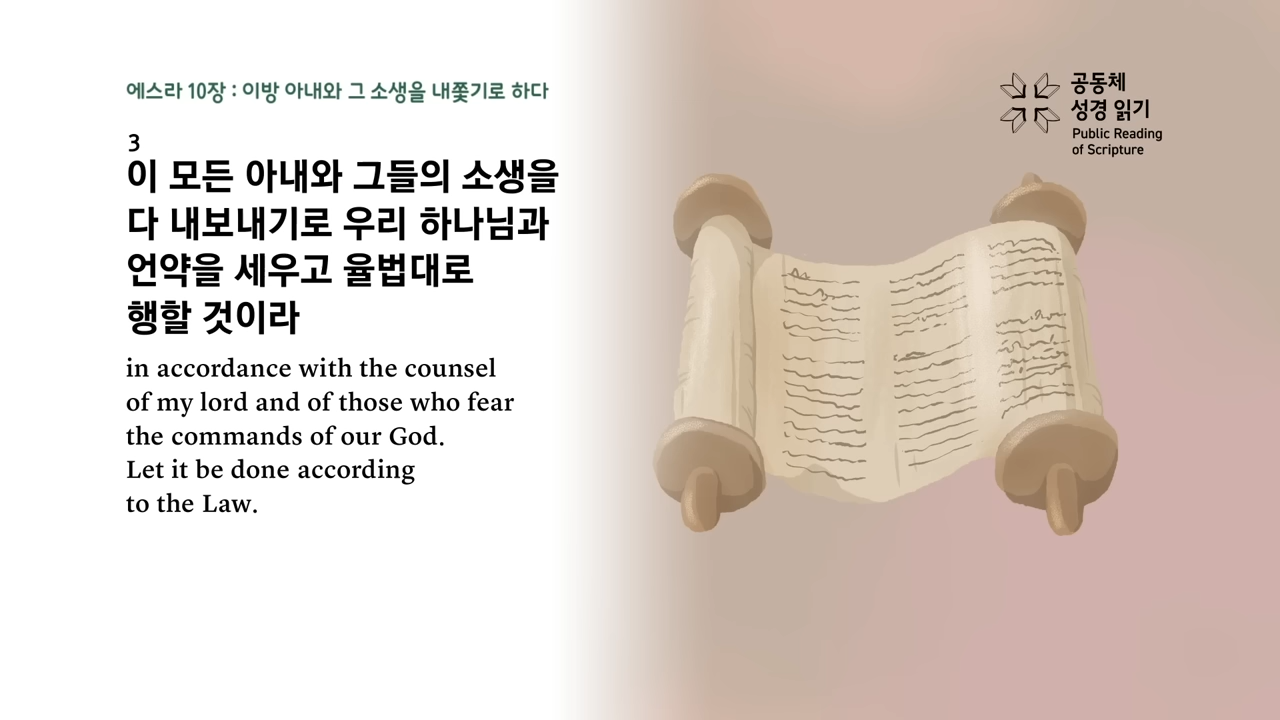 에스라 10장 : 이방 아내와 그 소생을 내쫓기로 하다
3
이 모든 아내와 그들의 소생을
다 내보내기로 우리 하나님과
언약을 세우고 율법대로
행할 것이라
in accordance with the counsel
of my lord and of those who fear
the commands of our God.
Let it be done according
to the Law.
공동체
성경 읽기
Public Reading
of Scripture